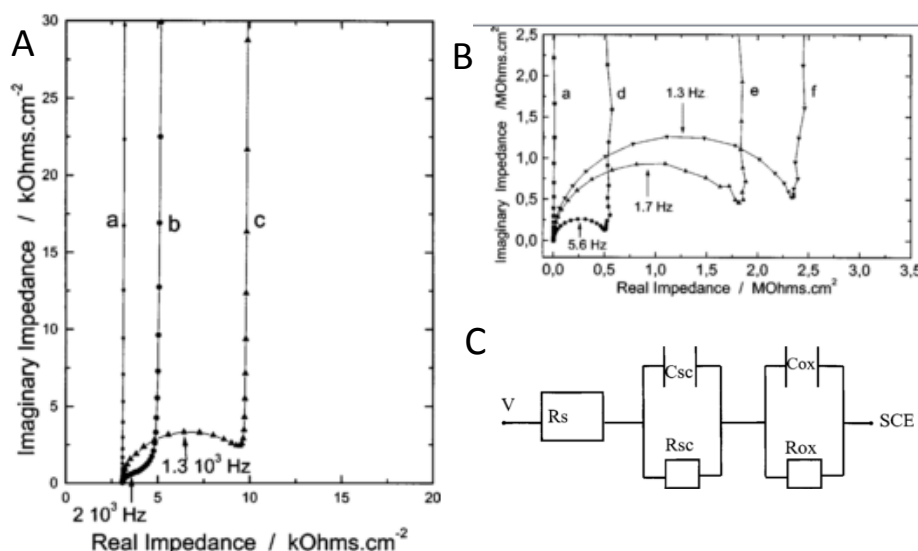 A
30
25
20
15
10
5
0
Imaginary Impedance / kOhms.cm-2
a
b
c
1.3 10³ Hz
0
5
10
15
20
2 10³ Hz
Real Impedance / kOhms.cm-2
B
2,5
2,0
1,5
1,0
0,5
0,0
Imaginary Impedance /MOhms.cm²
a
d
e
f
1.3 Hz
1.7 Hz
5.6 Hz
0,0
0,5
1,0
1,5
2,0
2,5
3,0
3,5
Real Impedance / MOhms.cm²
C
V
Rs
Csc
Rsc
Cox
Rox
SCE